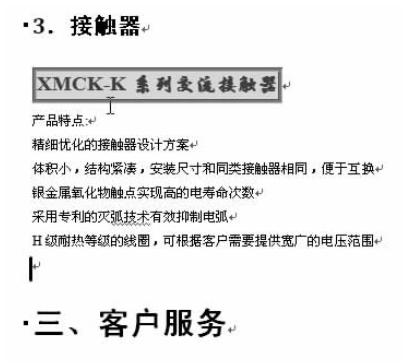 ·3. 接触器
XMCK-K 系列交流接触器
产品特点:
精细优化的接触器设计方案
体积小，结构紧凑，安装尺寸和同类接触器相同，便于互换
银金属氧化物触点实现高的电寿命次数
采用专利的灭弧技术有效抑制电弧
H 级耐热等级的线圈，可根据客户需要提供宽广的电压范围
·三、客户服务